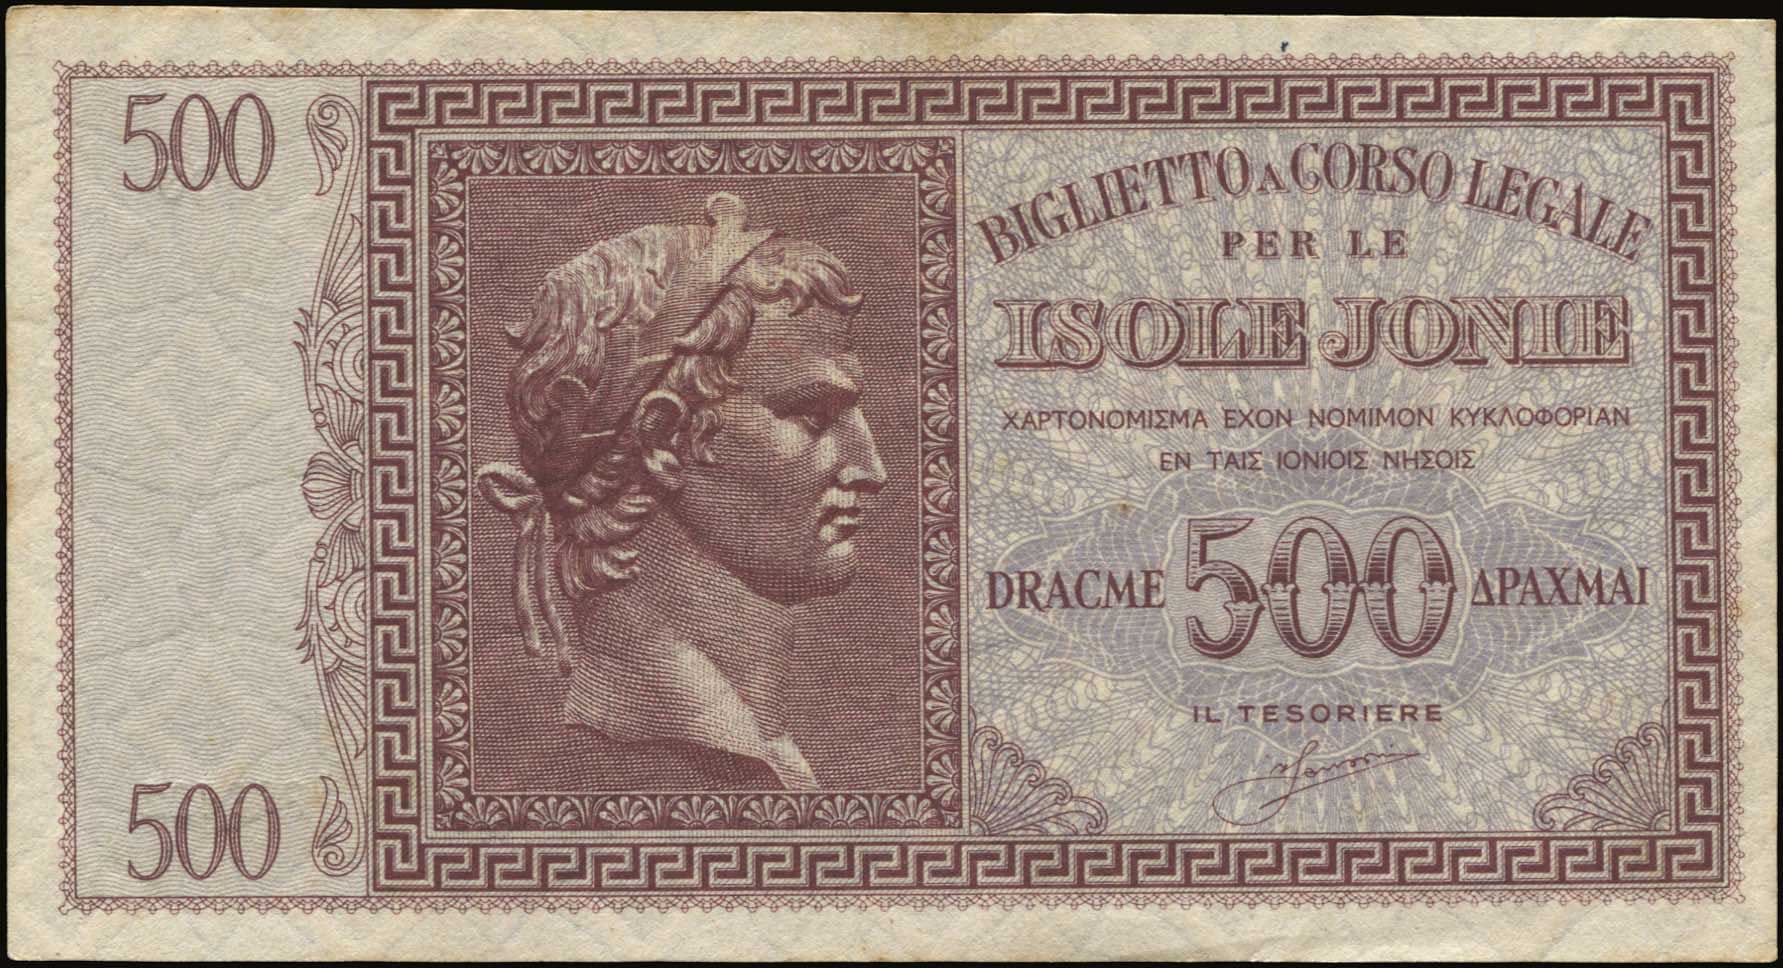 500
500
BIGLIETTO A CORSO LEGALE
PER LE
ISOLE JONIE
ΧΑΡΤΟΝΟΜΙΣΜΑ ΕΧΟΝ ΝΟΜΙΜΟΝ ΚΥΚΛΟΦΟΡΙΑΝ
ΕΝ ΤΑΙΣ ΙΟΝΙΟΙΣ ΝΗΣΟΙΣ
DRACME 500 ΔΡΑΧΜΑΙ
IL TESORIERE